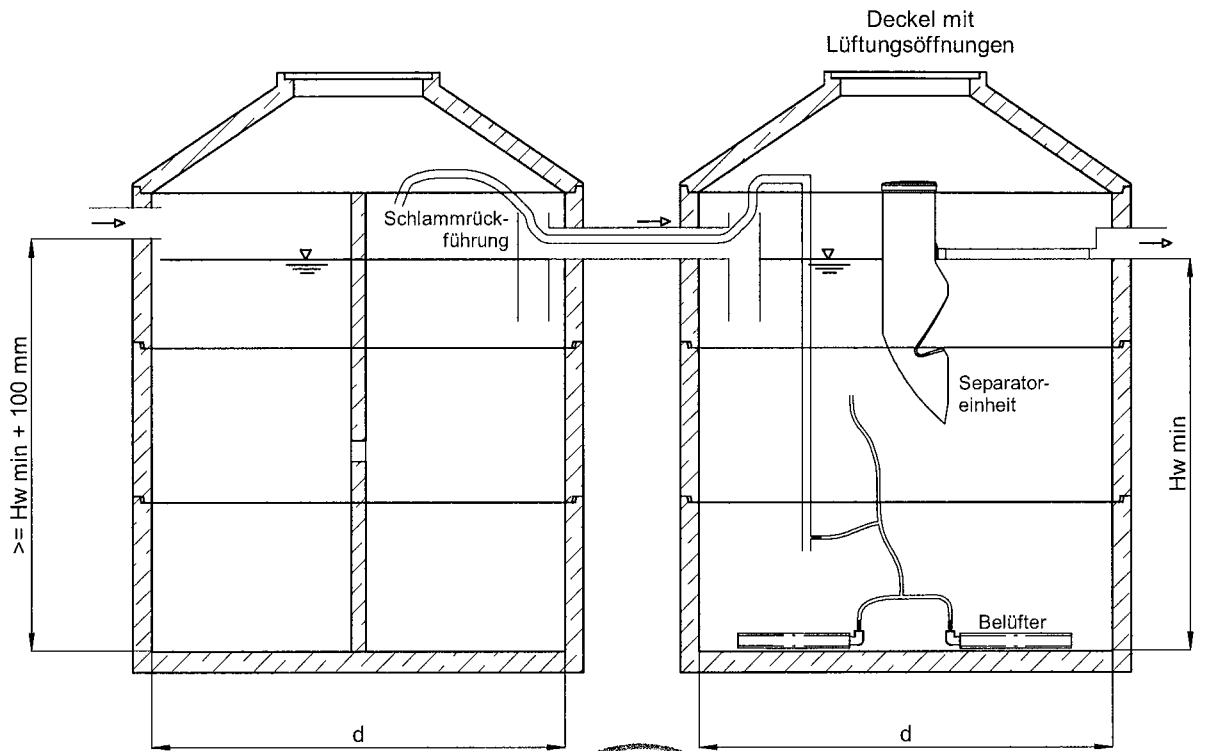 Deckel mit
Lüftungsöffnungen
Schlammrück-
führung
Separator-
einheit
Belüfter
>= Hw min + 100 mm
Hw min
d
d